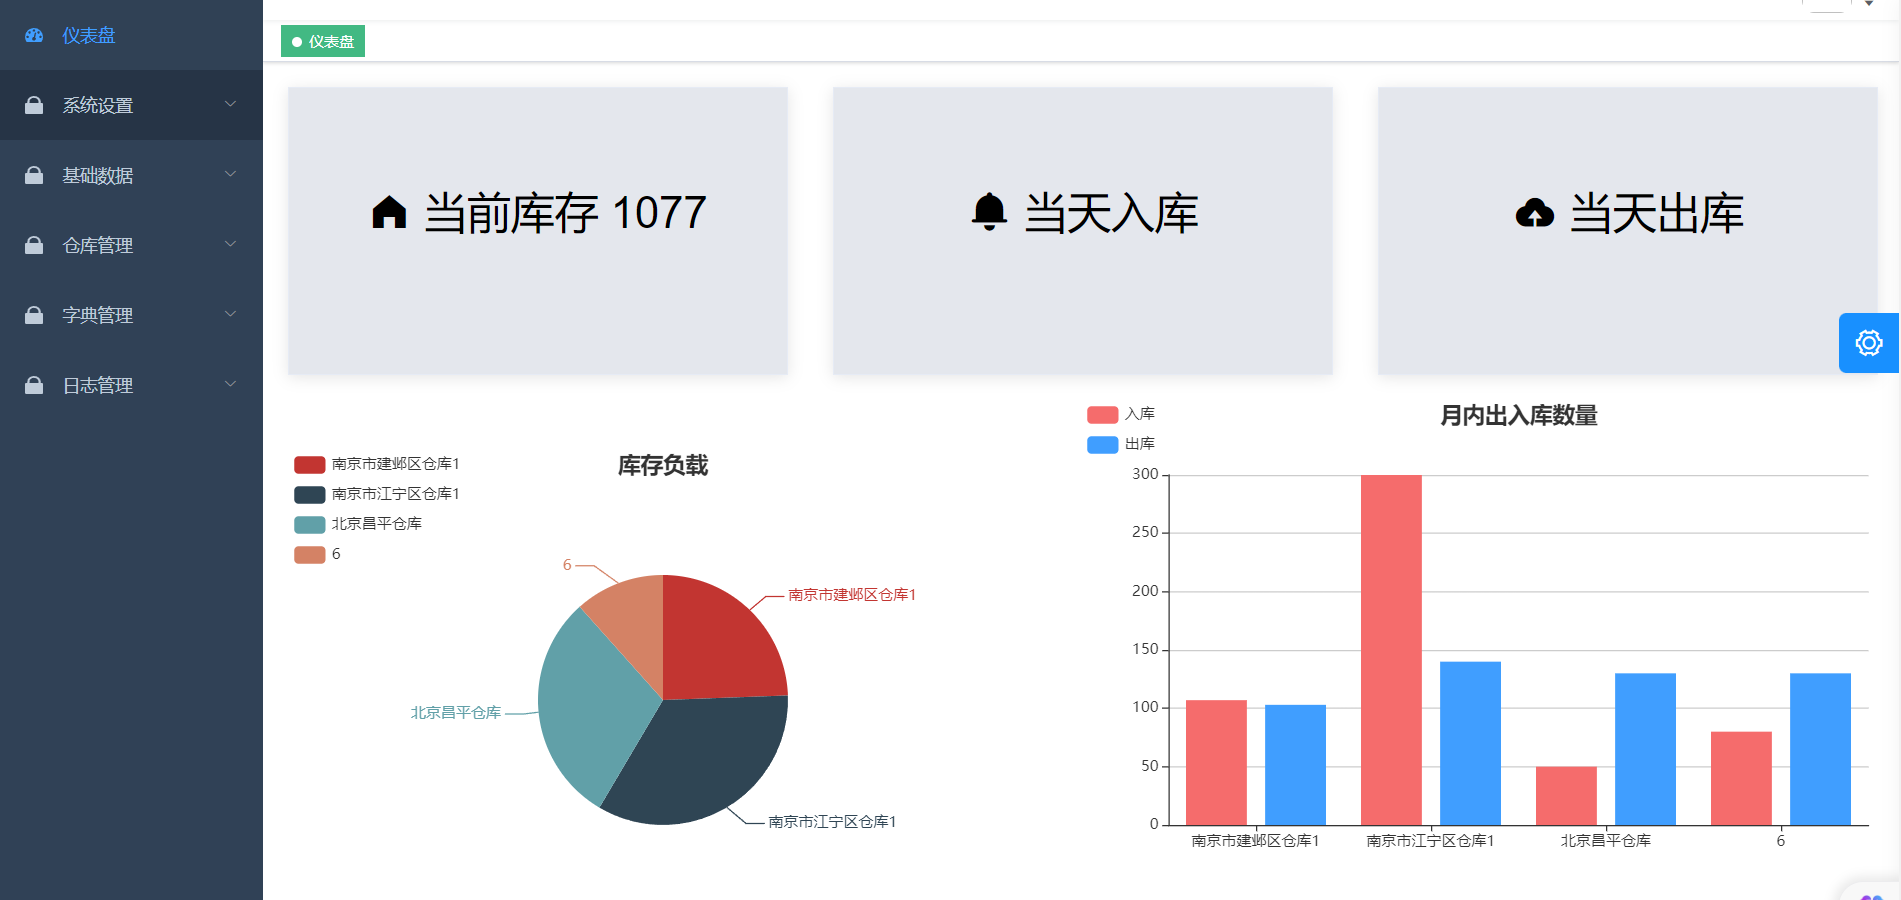 仪表盘
系统设置
基础数据
仓库管理
字典管理
日志管理
仪表盘
当前库存 1077
当天入库
当天出库
南京市建邺区仓库1
南京市江宁区仓库1
北京昌平仓库
6
库存负载
6
南京市建邺区仓库1
北京昌平仓库
南京市江宁区仓库1
入库
出库
月内出入库数量
300
250
200
150
100
50
0
南京市建邺区仓库1
南京市江宁区仓库1
北京昌平仓库
6